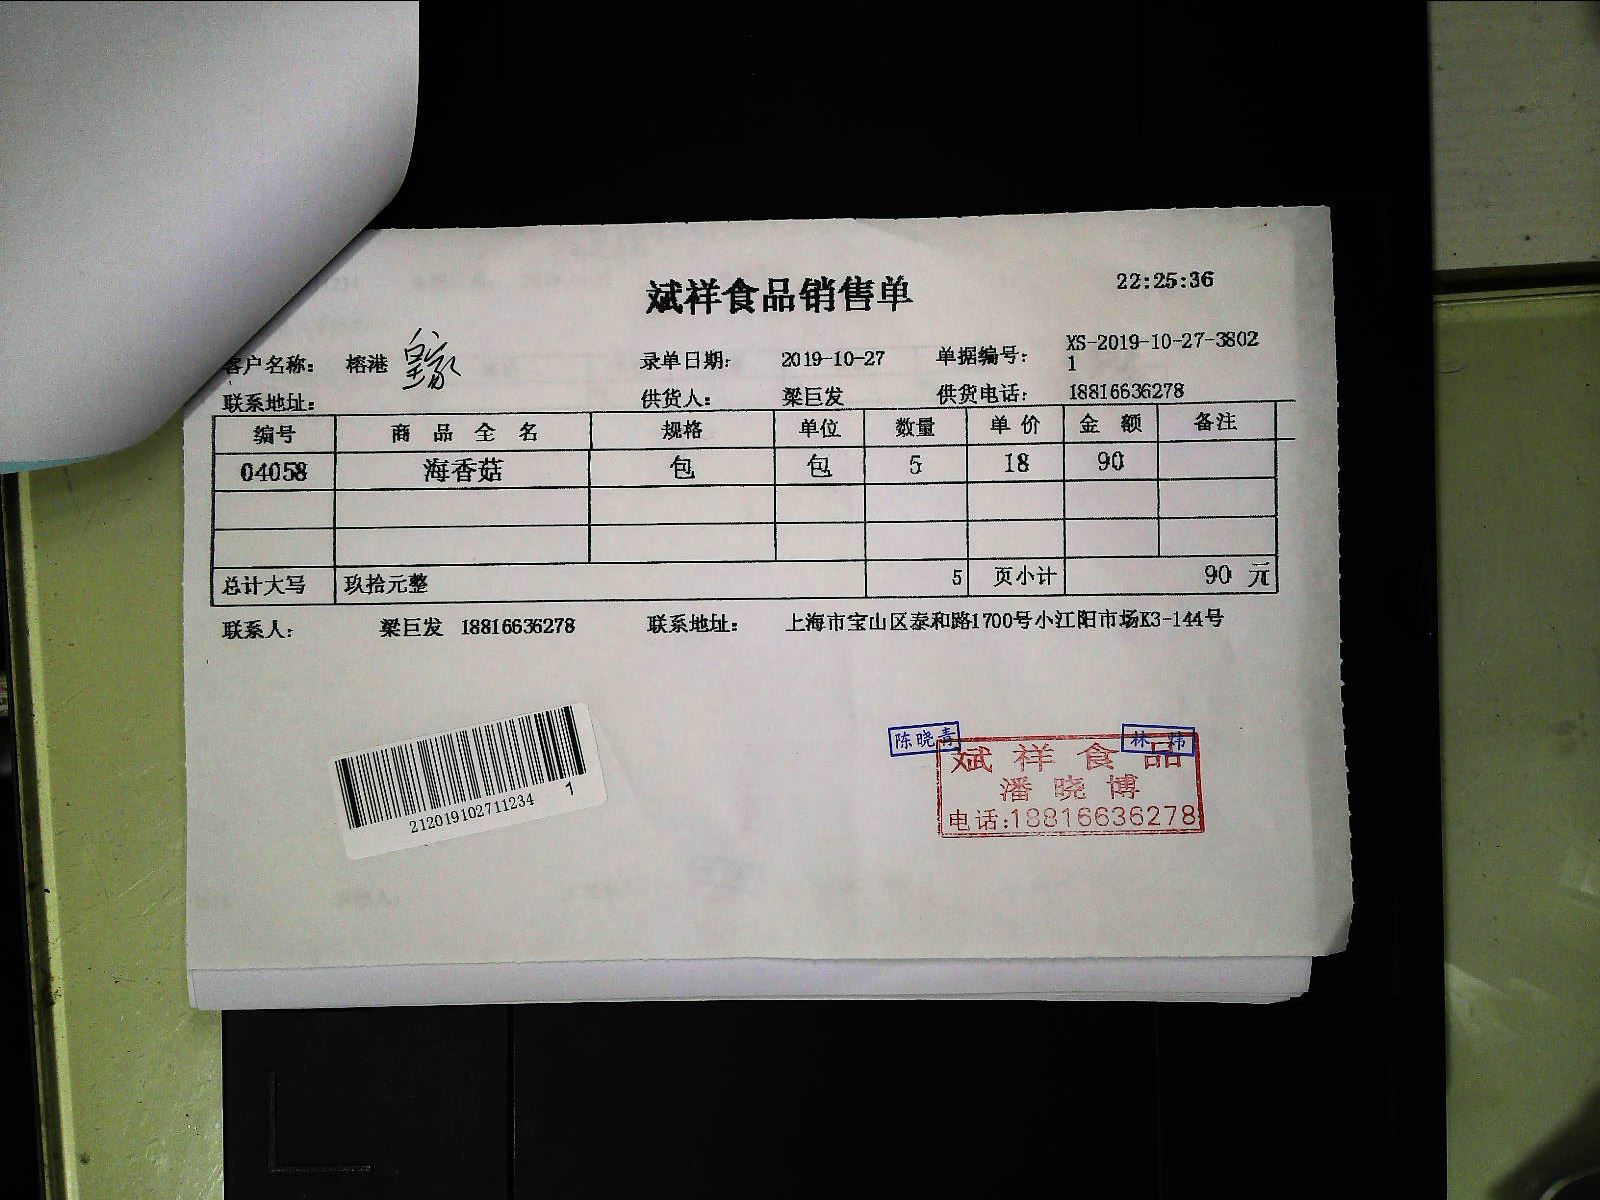 斌祥食品销售单
22:25:36
客户名称： 榕港 皇家 录单日期： 2019-10-27 单据编号： XS-2019-10-27-3802
1
联系地址： 供货人： 梁巨发 供货电话： 18816636278
编号 商 品 全 名 规格 单位 数量 单 价 金 额 备注
04058 海香菇 包 包 5 18 90
总计大写 玖拾元整 5 页小计 90 元
联系人： 梁巨发 18816636278 联系地址： 上海市宝山区泰和路1700号小江阳市场K3-144号
陈晓青 林 炜
斌祥食品
潘晓博
电话:18816636278
212019102711234 1